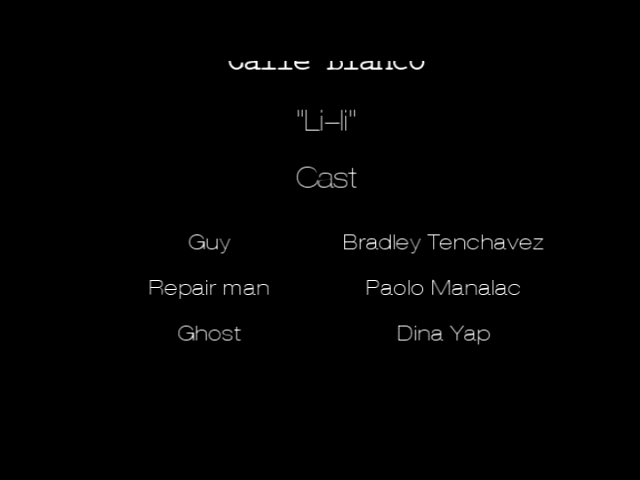 "Li-li"
Cast
Guy Bradley Tenchavez
Repair man Paolo Manalac
Ghost Dina Yap